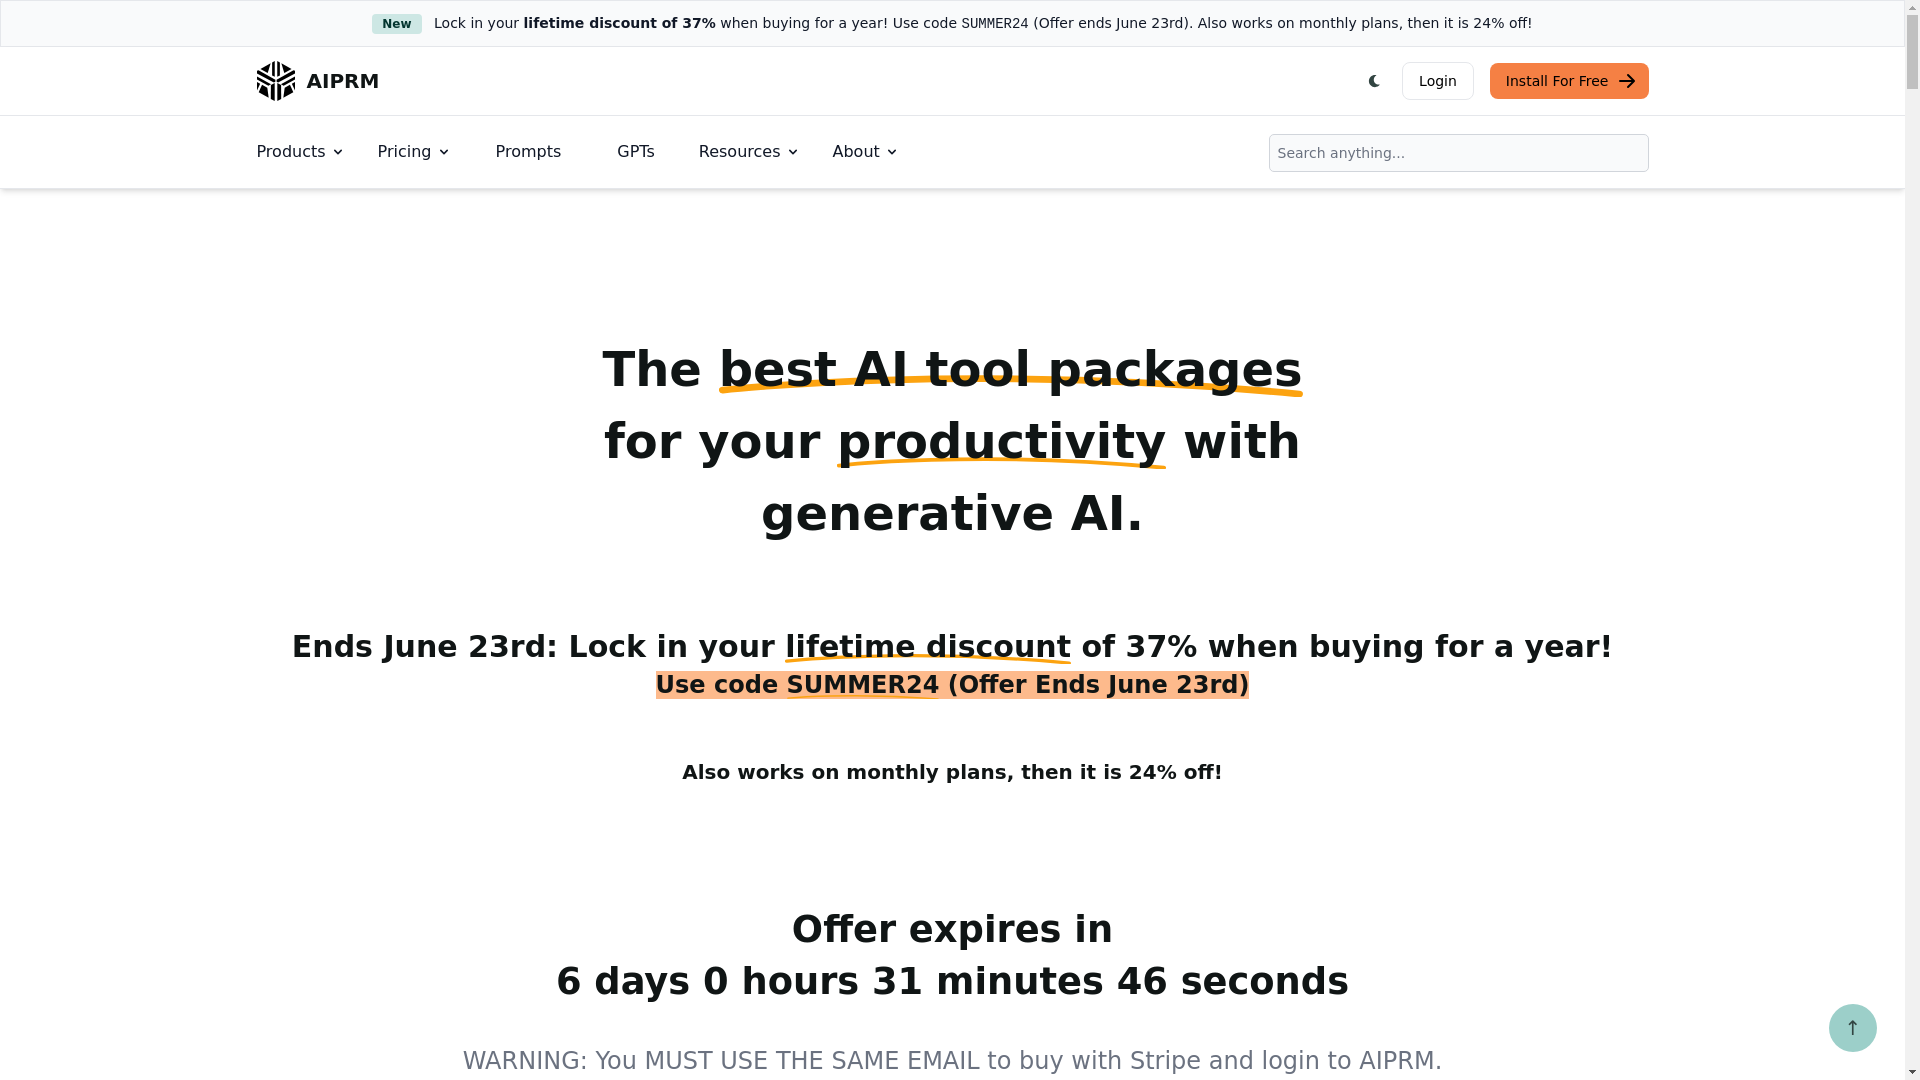 New Lock in your lifetime discount of 37% when buying for a year! Use code SUMMER24 (Offer ends June 23rd). Also works on monthly plans, then it is 24% off!
AIPRM
Login
Install For Free
Products
Pricing
Prompts
GPTs
Resources
About
Search anything...
The best AI tool packages
for your productivity with
generative AI.
Ends June 23rd: Lock in your lifetime discount of 37% when buying for a year!
Use code SUMMER24 (Offer Ends June 23rd)
Also works on monthly plans, then it is 24% off!
Offer expires in
6 days 0 hours 31 minutes 46 seconds
WARNING: You MUST USE THE SAME EMAIL to buy with Stripe and login to AIPRM.
↑